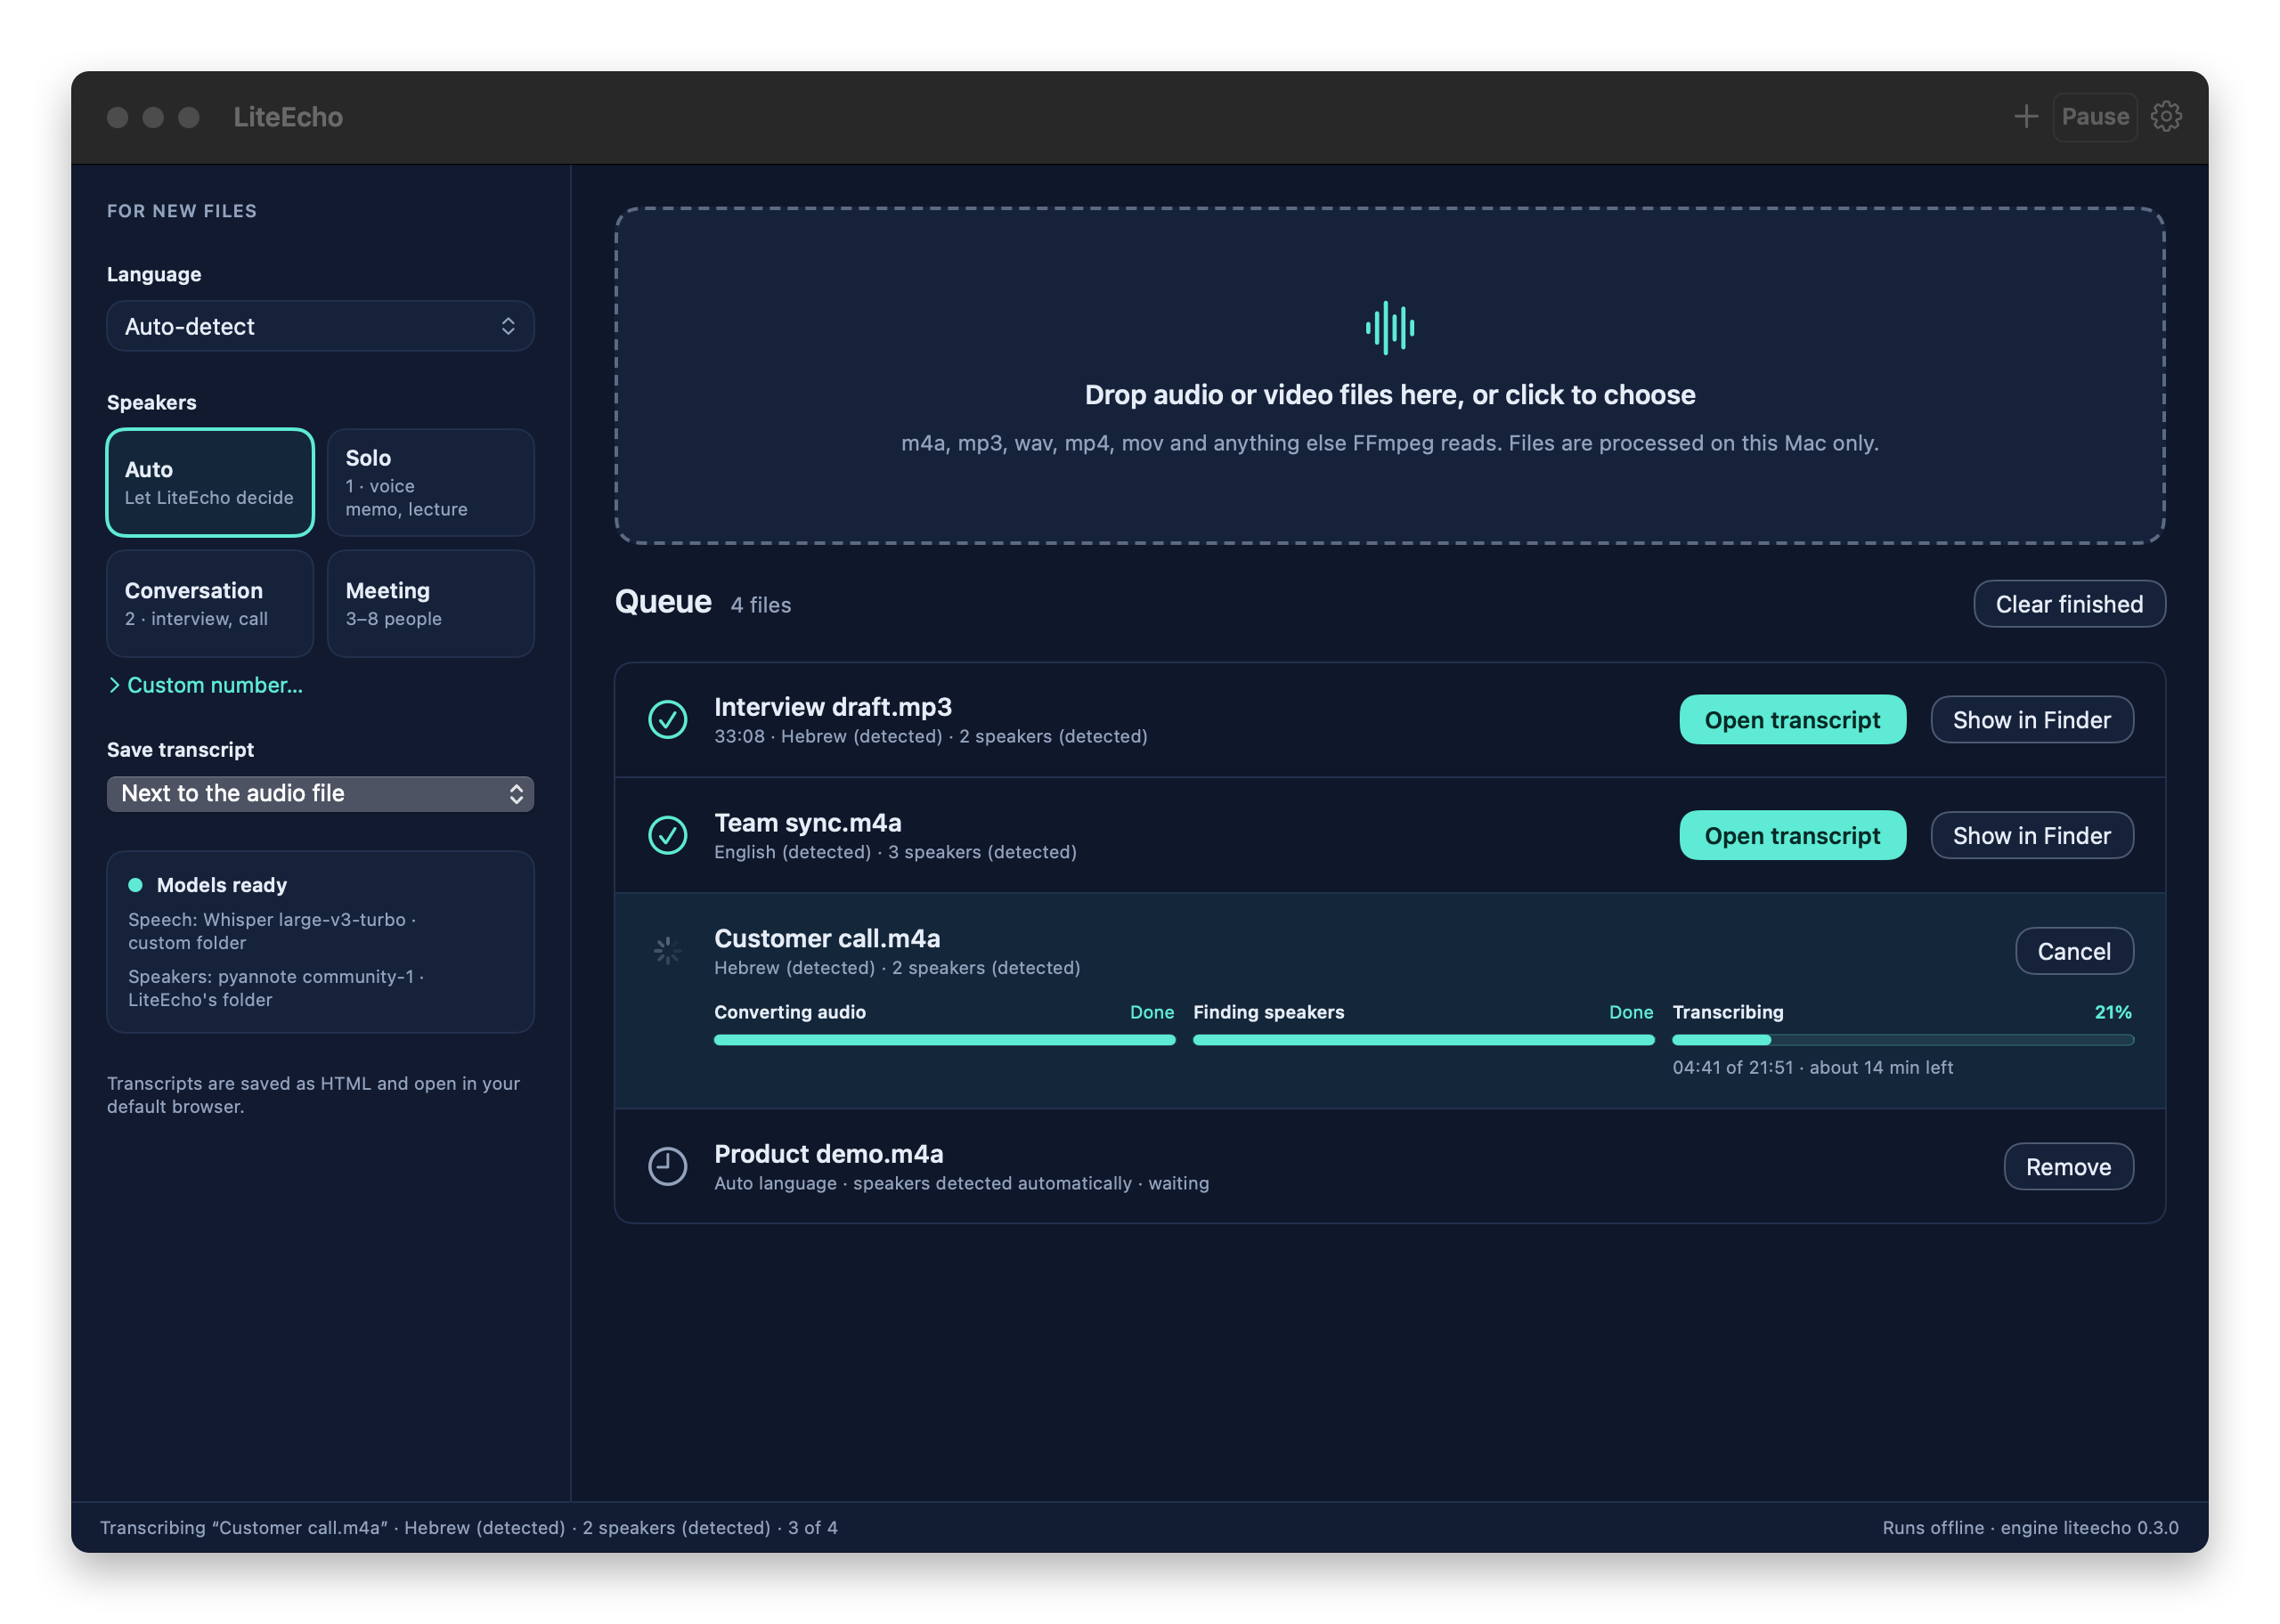 LiteEcho
Pause
FOR NEW FILES
Language
Auto-detect
Speakers
Auto
Let LiteEcho decide
Solo
1 · voice
memo, lecture
Conversation
2 · interview, call
Meeting
3–8 people
Custom number...
Save transcript
Next to the audio file
Models ready
Speech: Whisper large-v3-turbo ·
custom folder
Speakers: pyannote community-1 ·
LiteEcho's folder
Transcripts are saved as HTML and open in your
default browser.
Drop audio or video files here, or click to choose
m4a, mp3, wav, mp4, mov and anything else FFmpeg reads. Files are processed on this Mac only.
Queue 4 files
Clear finished
Interview draft.mp3
33:08 · Hebrew (detected) · 2 speakers (detected)
Open transcript
Show in Finder
Team sync.m4a
English (detected) · 3 speakers (detected)
Open transcript
Show in Finder
Customer call.m4a
Hebrew (detected) · 2 speakers (detected)
Cancel
Converting audio Done
Finding speakers Done
Transcribing 21%
04:41 of 21:51 · about 14 min left
Product demo.m4a
Auto language · speakers detected automatically · waiting
Remove
Transcribing “Customer call.m4a” · Hebrew (detected) · 2 speakers (detected) · 3 of 4
Runs offline · engine liteecho 0.3.0